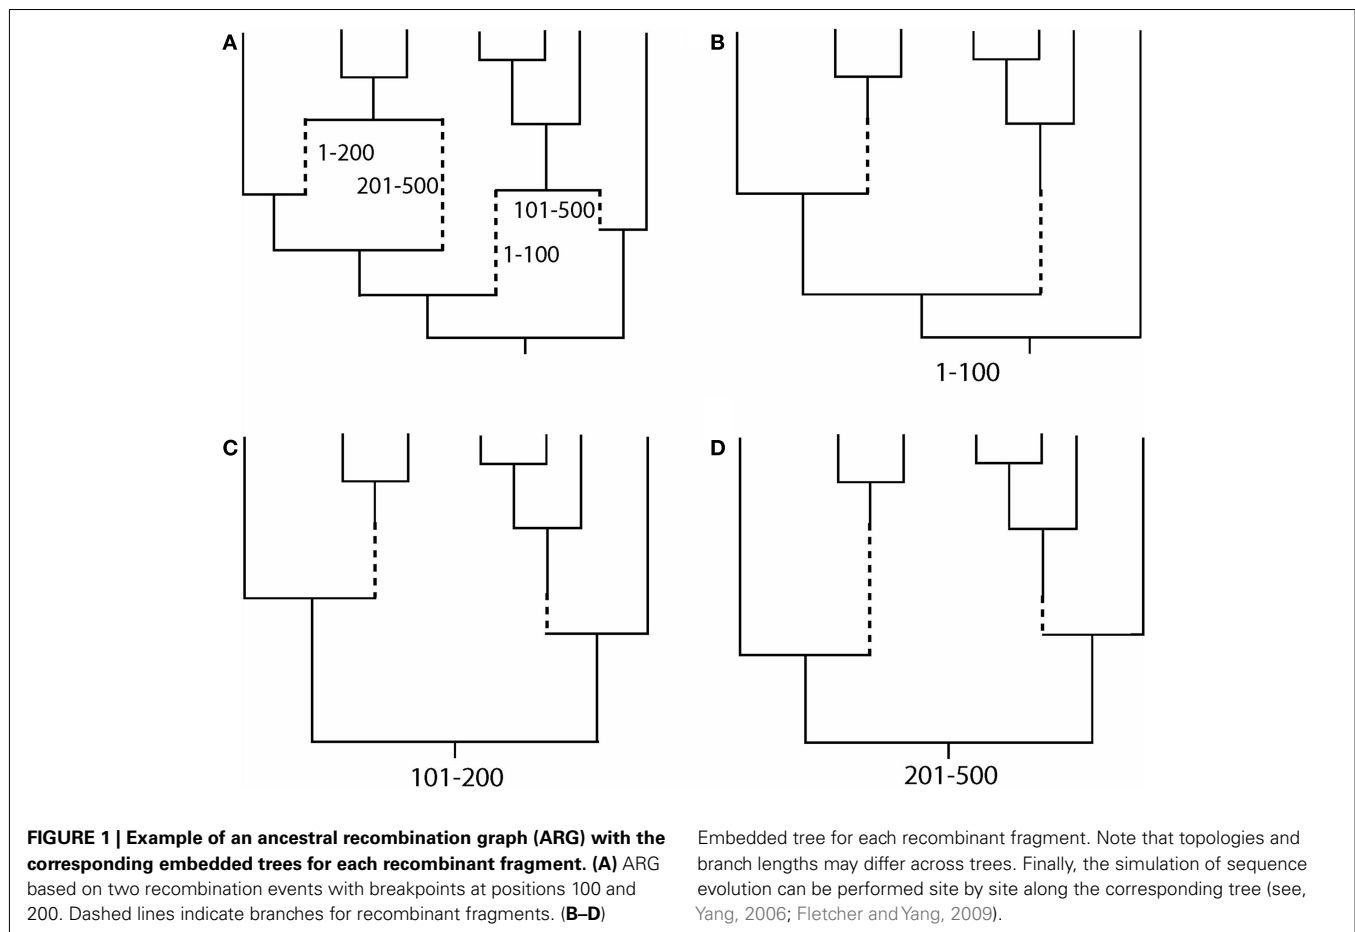 A
1-200
201-500
101-500
1-100
B
1-100
C
101-200
D
201-500
FIGURE 1 | Example of an ancestral recombination graph (ARG) with the
corresponding embedded trees for each recombinant fragment. (A) ARG
based on two recombination events with breakpoints at positions 100 and
200. Dashed lines indicate branches for recombinant fragments. (B–D)
Embedded tree for each recombinant fragment. Note that topologies and
branch lengths may differ across trees. Finally, the simulation of sequence
evolution can be performed site by site along the corresponding tree (see,
Yang, 2006; Fletcher and Yang, 2009).